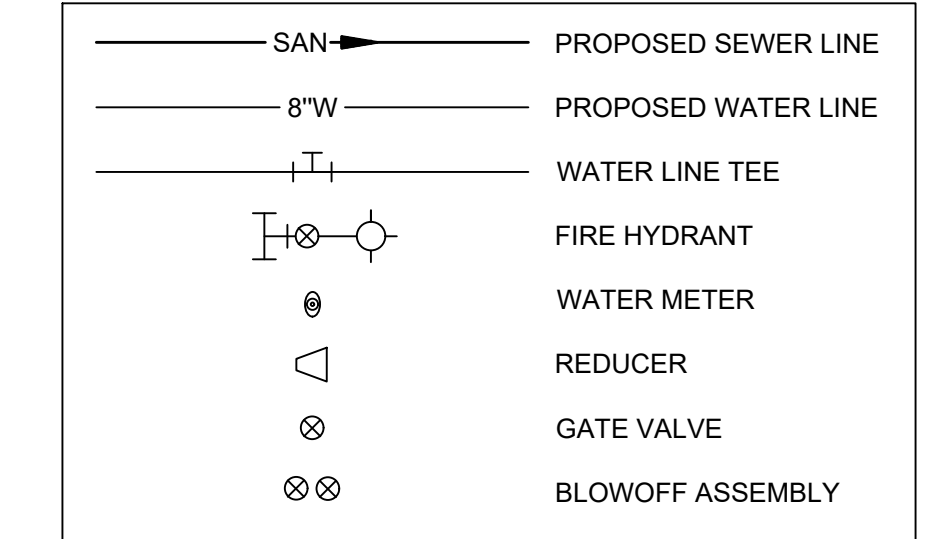 SAN PROPOSED SEWER LINE
8"W PROPOSED WATER LINE
WATER LINE TEE
FIRE HYDRANT
WATER METER
REDUCER
GATE VALVE
BLOWOFF ASSEMBLY